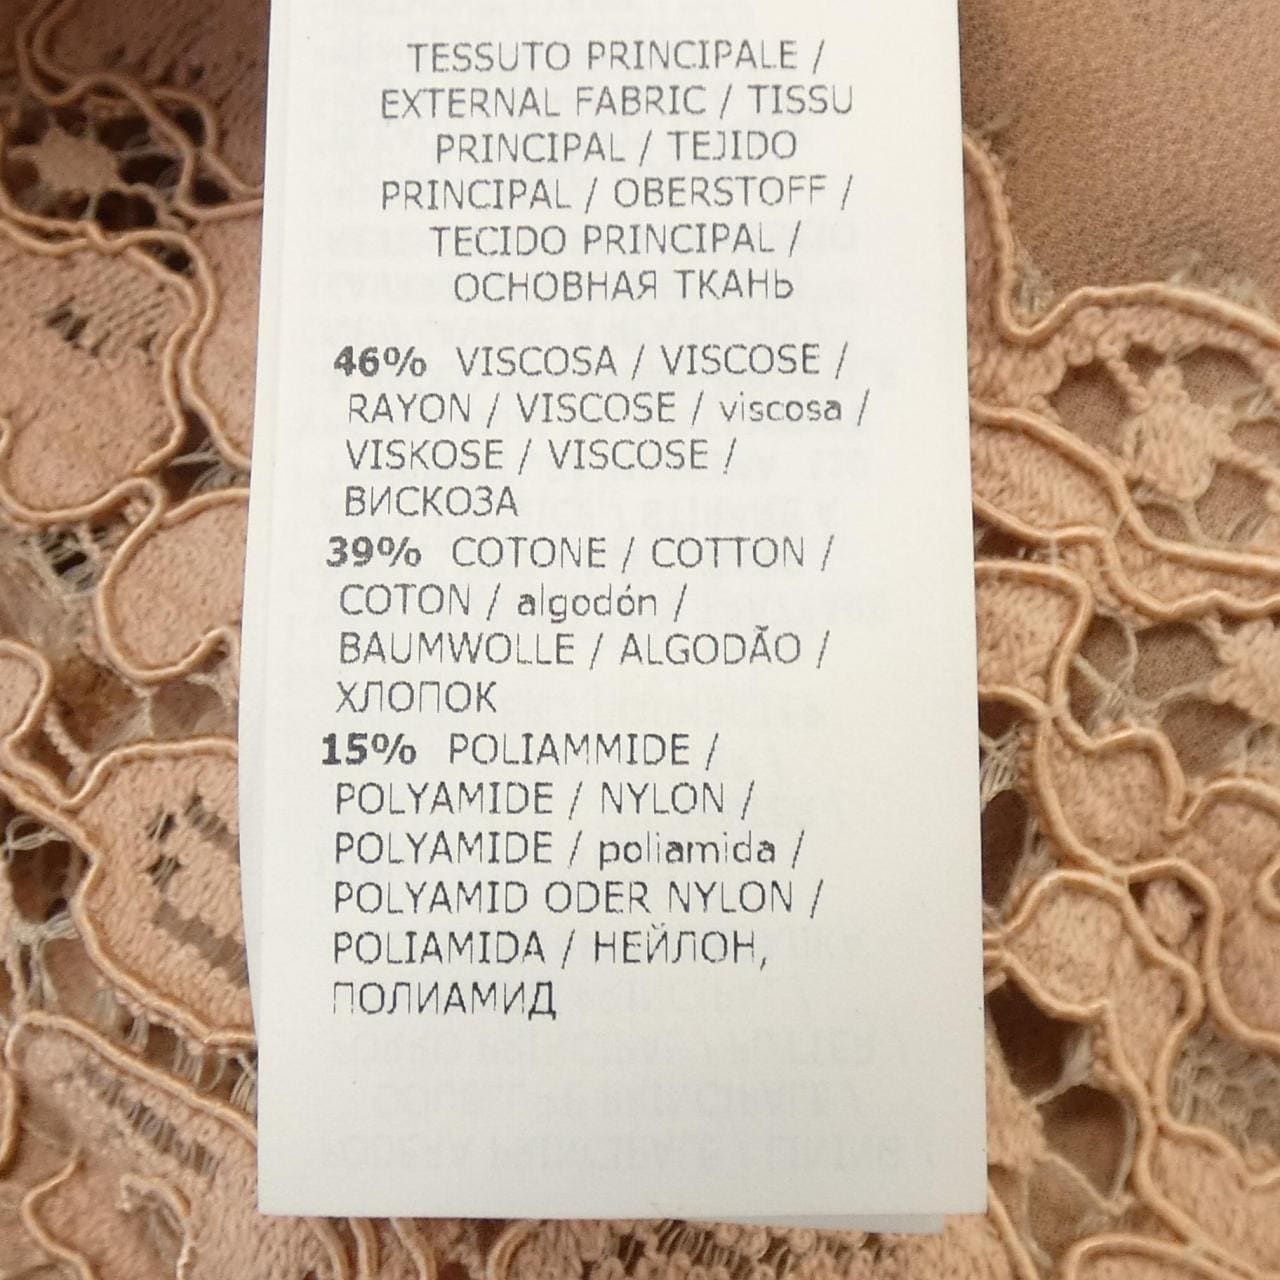 TESSUTO PRINCIPALE /
EXTERNAL FABRIC / TISSU
PRINCIPAL / TEJIDO
PRINCIPAL / OBERSTOFF /
TECIDO PRINCIPAL /
ОСНОВНАЯ ТКАНЬ
46% VISCOSA / VISCOSE /
RAYON / VISCOSE / viscosa /
VISKOSE / VISCOSE /
ВИСКОЗА
39% COTONE / COTTON /
COTON / algodón /
BAUMWOLLE / ALGODÃO /
ХЛОПОК
15% POLIAMMIDE /
POLYAMIDE / NYLON /
POLYAMIDE / poliamida /
POLYAMID ODER NYLON /
POLIAMIDA / НЕЙЛОН,
ПОЛИАМИД